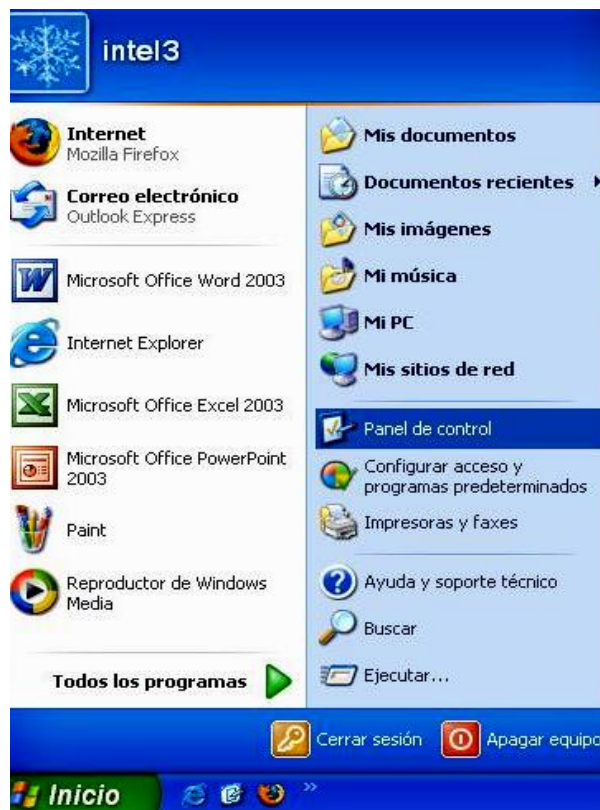 intel3
Internet
Mozilla Firefox
Correo electrónico
Outlook Express
Microsoft Office Word 2003
Internet Explorer
Microsoft Office Excel 2003
Microsoft Office PowerPoint
2003
Paint
Reproductor de Windows
Media
Todos los programas
Mis documentos
Documentos recientes
Mis imágenes
Mi música
Mi PC
Mis sitios de red
Panel de control
Configurar acceso y
programas predeterminados
Impresoras y faxes
Ayuda y soporte técnico
Buscar
Ejecutar...
Cerrar sesión
Apagar equipo
Inicio